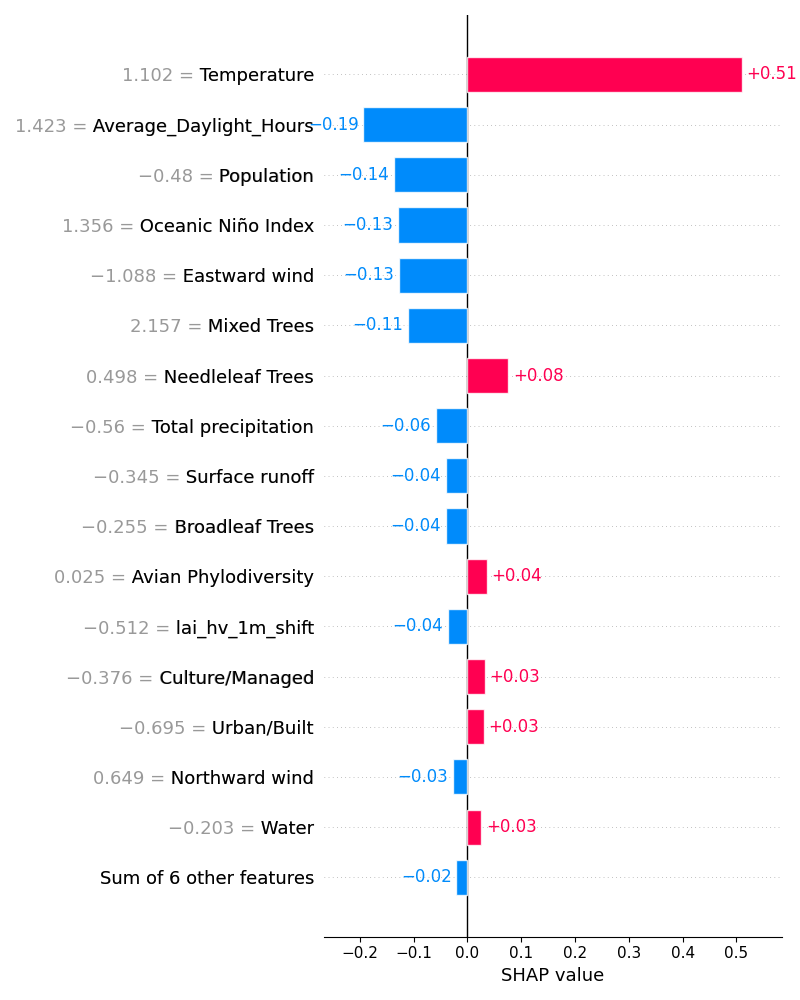 1.102 = Temperature +0.51
1.423 = Average_Daylight_Hours −0.19
−0.48 = Population −0.14
1.356 = Oceanic Niño Index −0.13
−1.088 = Eastward wind −0.13
2.157 = Mixed Trees −0.11
0.498 = Needleleaf Trees +0.08
−0.56 = Total precipitation −0.06
−0.345 = Surface runoff −0.04
−0.255 = Broadleaf Trees −0.04
0.025 = Avian Phylodiversity +0.04
−0.512 = lai_hv_1m_shift −0.04
−0.376 = Culture/Managed +0.03
−0.695 = Urban/Built +0.03
0.649 = Northward wind −0.03
−0.203 = Water +0.03
Sum of 6 other features −0.02
−0.2 −0.1 0.0 0.1 0.2 0.3 0.4 0.5
SHAP value